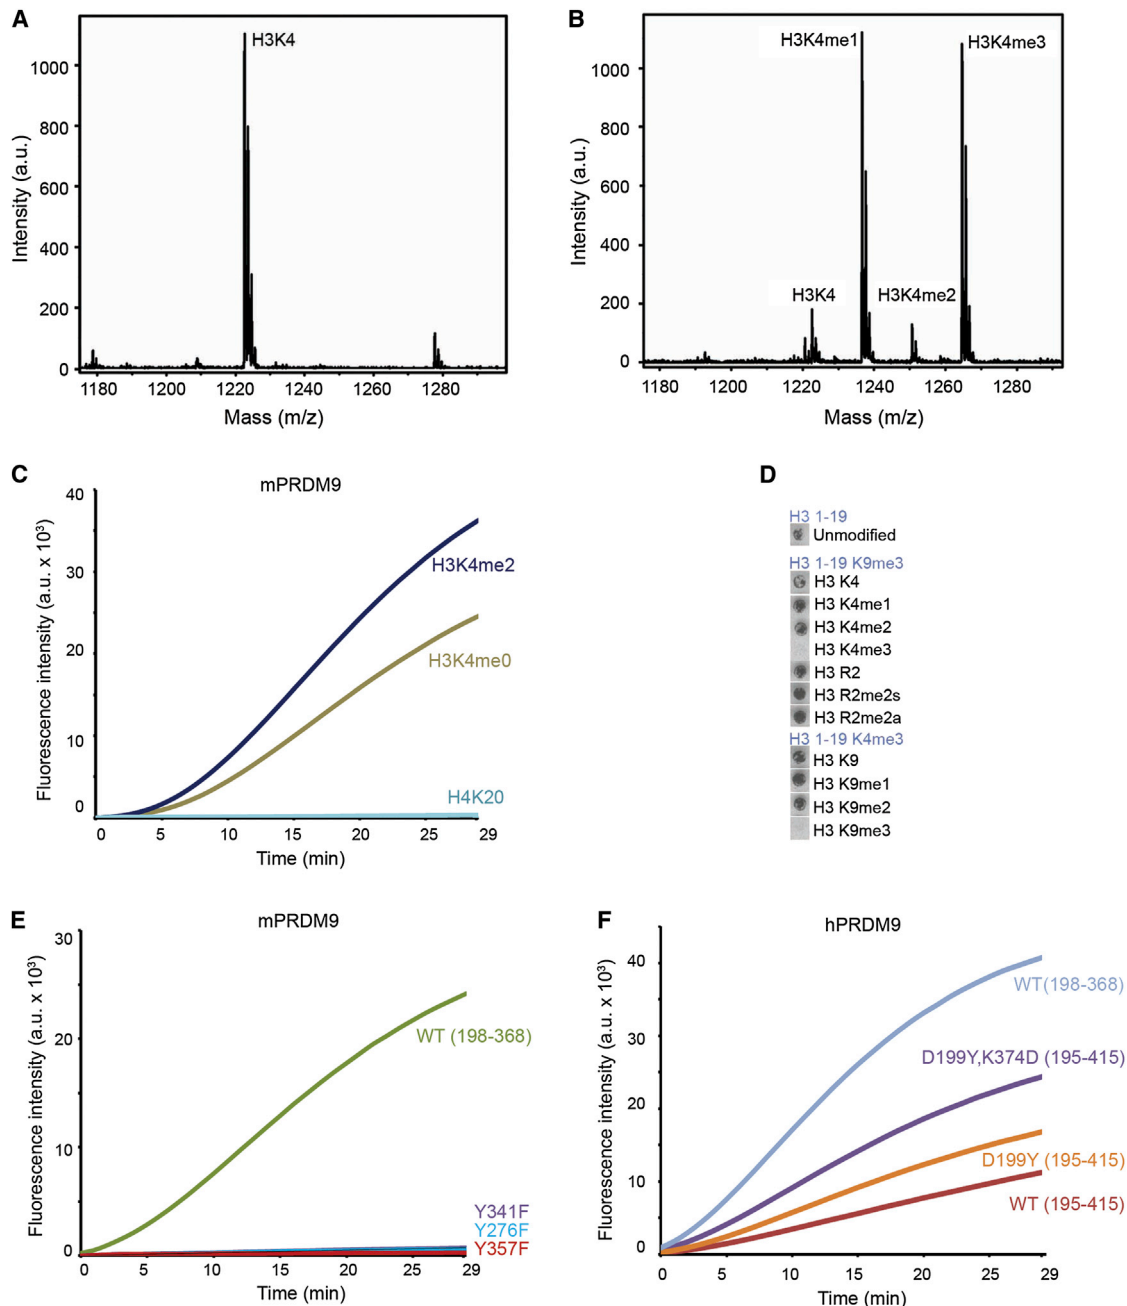 A
H3K4
1000
800
600
400
200
0
1180
1200
1220
1240
1260
1280
Intensity (a.u.)
Mass (m/z)
B
H3K4me1
H3K4me3
H3K4
H3K4me2
1000
800
600
400
200
0
1180
1200
1220
1240
1260
1280
Intensity (a.u.)
Mass (m/z)
C
mPRDM9
40
30
20
10
0
H3K4me2
H3K4me0
H4K20
0
5
10
15
20
25
29
Fluorescence intensity (a.u. x 10³)
Time (min)
D
H3 1-19
Unmodified
H3 1-19 K9me3
H3 K4
H3 K4me1
H3 K4me2
H3 K4me3
H3 R2
H3 R2me2s
H3 R2me2a
H3 1-19 K4me3
H3 K9
H3 K9me1
H3 K9me2
H3 K9me3
E
mPRDM9
30
20
10
0
WT (198-368)
Y341F
Y276F
Y357F
0
5
10
15
20
25
29
Fluorescence intensity (a.u. x 10³)
Time (min)
F
hPRDM9
40
30
20
10
0
WT(198-368)
D199Y,K374D (195-415)
D199Y (195-415)
WT (195-415)
0
5
10
15
20
25
29
Fluorescence intensity (a.u. x 10³)
Time (min)